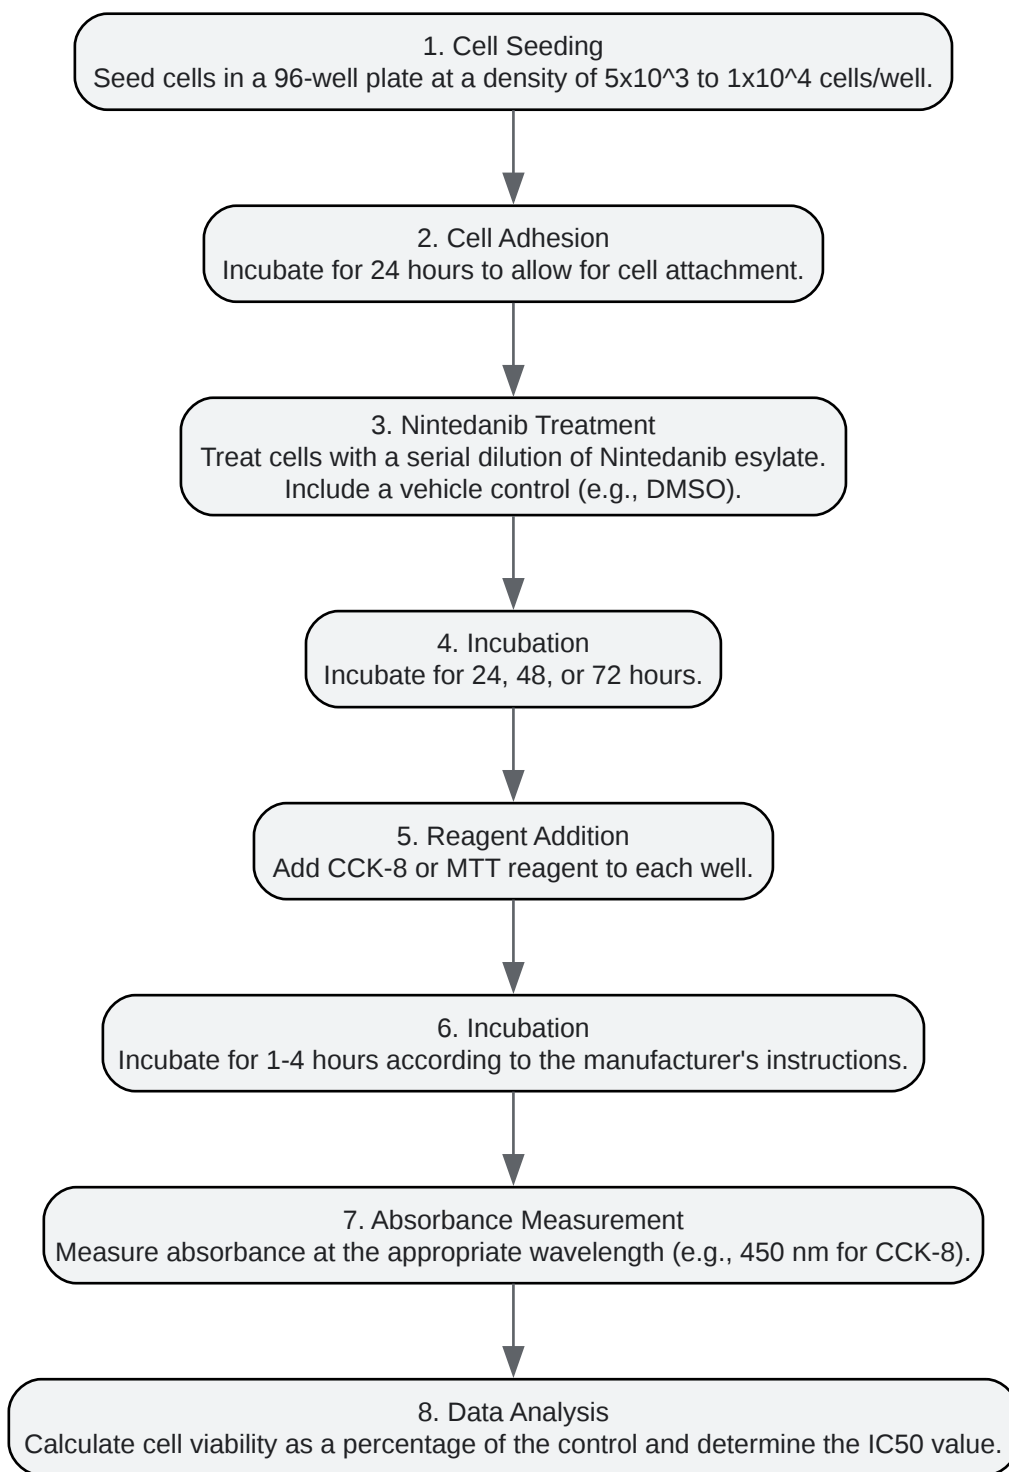 1. Cell Seeding
Seed cells in a 96-well plate at a density of 5x10^3 to 1x10^4 cells/well.
2. Cell Adhesion
Incubate for 24 hours to allow for cell attachment.
3. Nintedanib Treatment
Treat cells with a serial dilution of Nintedanib esylate.
Include a vehicle control (e.g., DMSO).
4. Incubation
Incubate for 24, 48, or 72 hours.
5. Reagent Addition
Add CCK-8 or MTT reagent to each well.
6. Incubation
Incubate for 1-4 hours according to the manufacturer's instructions.
7. Absorbance Measurement
Measure absorbance at the appropriate wavelength (e.g., 450 nm for CCK-8).
8. Data Analysis
Calculate cell viability as a percentage of the control and determine the IC50 value.